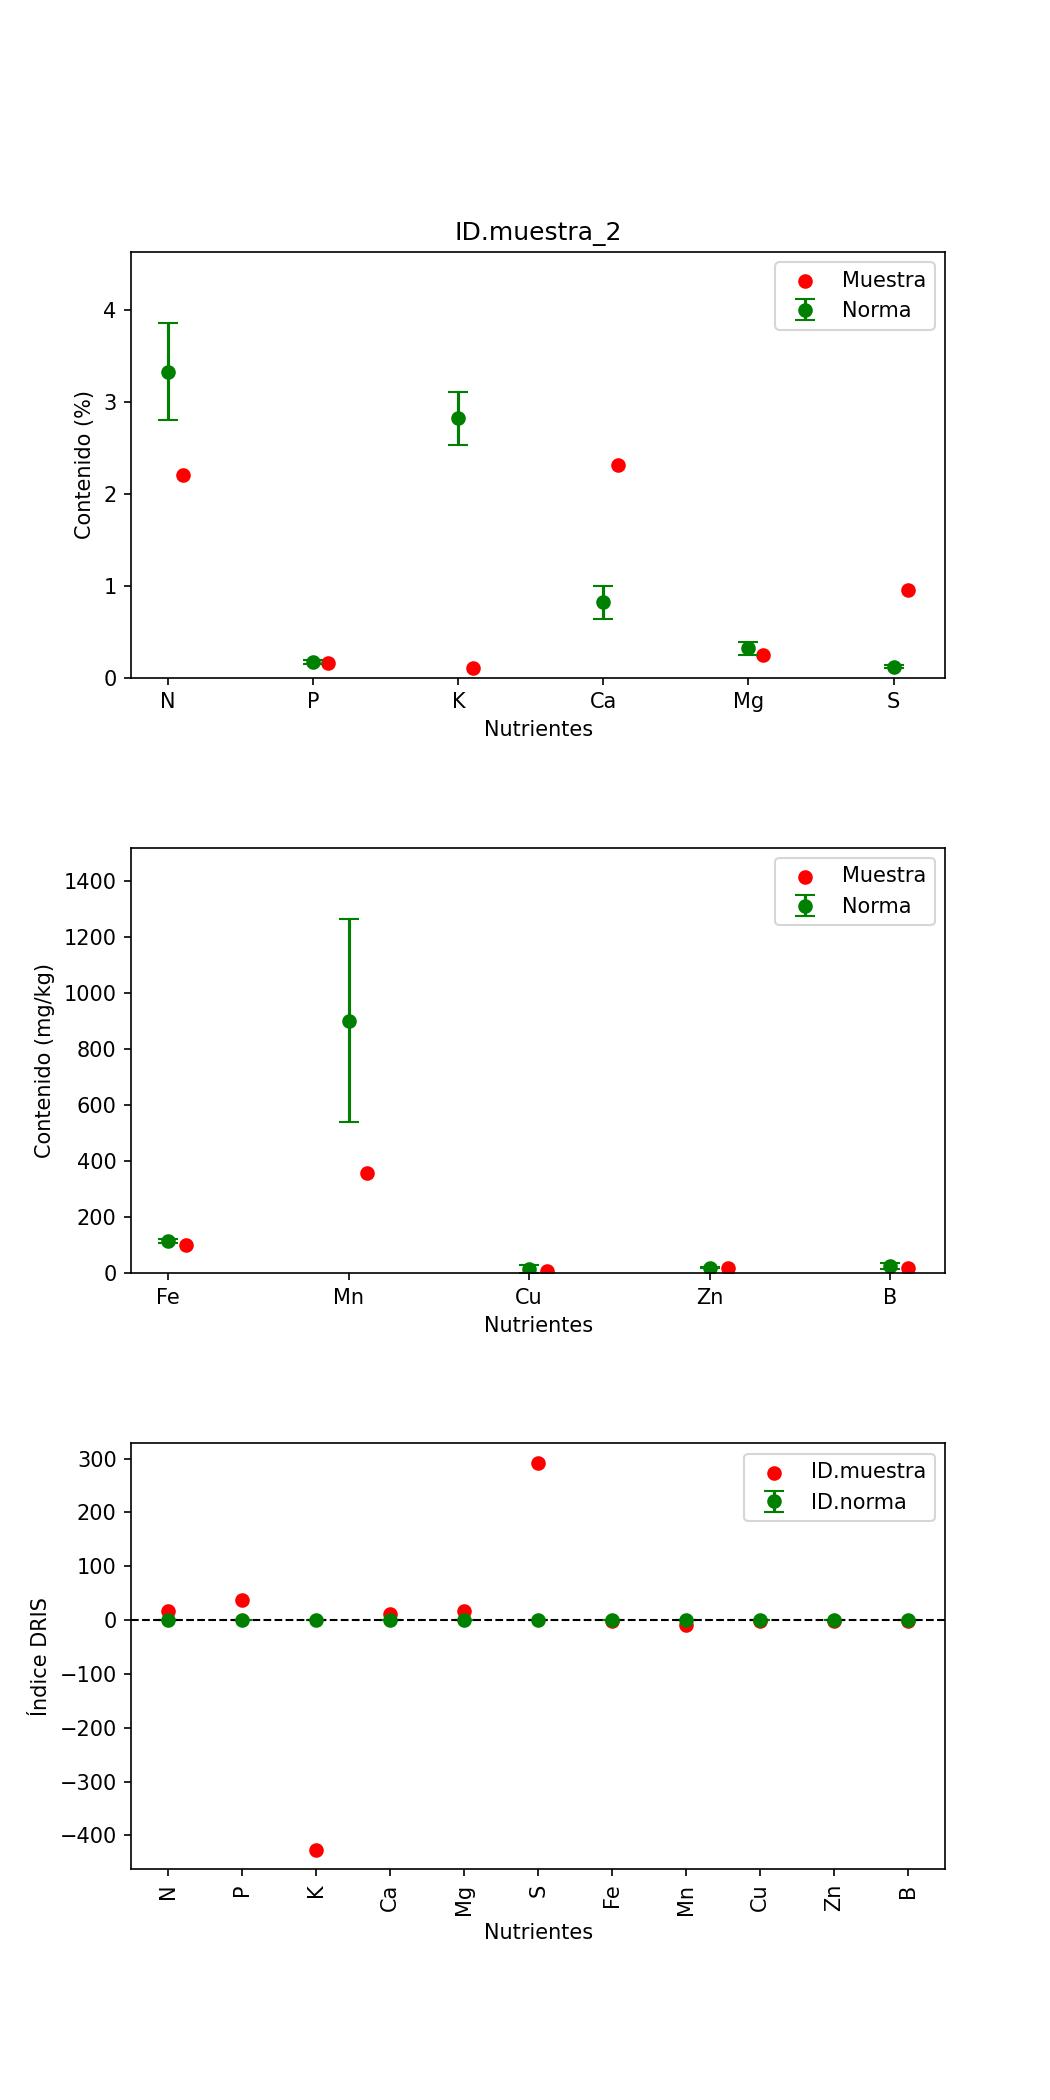 ID.muestra_2
Muestra
Norma
4
3
2
1
0
Contenido (%)
N P K Ca Mg S
Nutrientes
Muestra
Norma
1400
1200
1000
800
600
400
200
0
Contenido (mg/kg)
Fe Mn Cu Zn B
Nutrientes
ID.muestra
ID.norma
300
200
100
0
−100
−200
−300
−400
Índice DRIS
N P K Ca Mg S Fe Mn Cu Zn B
Nutrientes